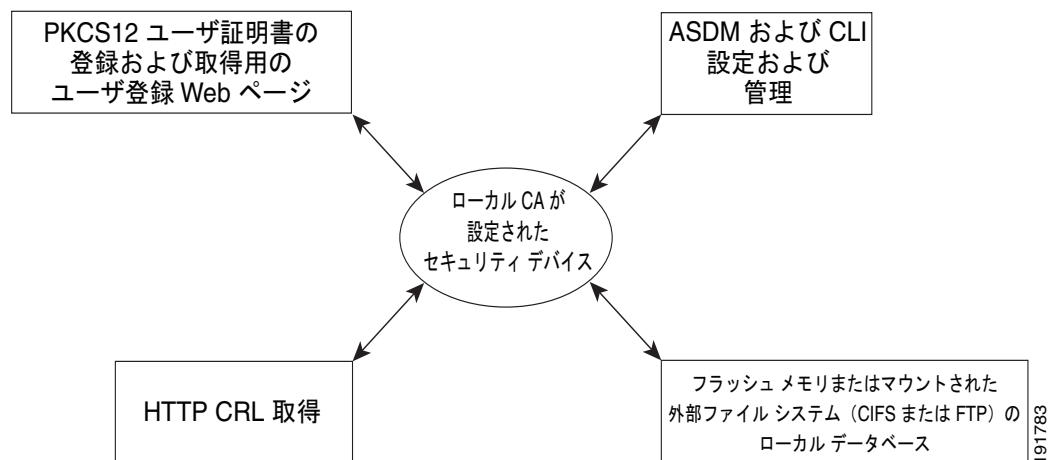 PKCS12 ユーザ証明書の
登録および取得用の
ユーザ登録 Web ページ
ASDM および CLI
設定および
管理
ローカル CA が
設定された
セキュリティ デバイス
HTTP CRL 取得
フラッシュ メモリまたはマウントされた
外部ファイル システム（CIFS または FTP）の
ローカル データベース
191783